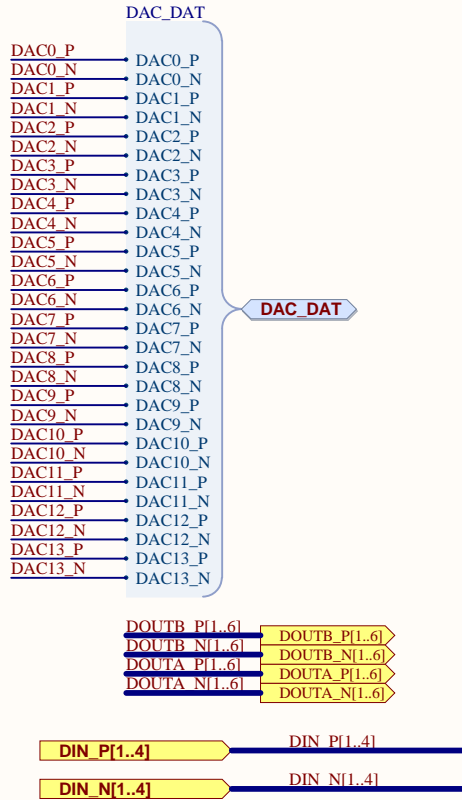 DAC_DAT
DAC0_P DAC0_P
DAC0_N DAC0_N
DAC1_P DAC1_P
DAC1_N DAC1_N
DAC2_P DAC2_P
DAC2_N DAC2_N
DAC3_P DAC3_P
DAC3_N DAC3_N
DAC4_P DAC4_P
DAC4_N DAC4_N
DAC5_P DAC5_P
DAC5_N DAC5_N
DAC6_P DAC6_P
DAC6_N DAC6_N
DAC_DAT
DAC7_P DAC7_P
DAC7_N DAC7_N
DAC8_P DAC8_P
DAC8_N DAC8_N
DAC9_P DAC9_P
DAC9_N DAC9_N
DAC10_P DAC10_P
DAC10_N DAC10_N
DAC11_P DAC11_P
DAC11_N DAC11_N
DAC12_P DAC12_P
DAC12_N DAC12_N
DAC13_P DAC13_P
DAC13_N DAC13_N
DOUTB_P[1..6] DOUTB_P[1..6]
DOUTB_N[1..6] DOUTB_N[1..6]
DOUTA_P[1..6] DOUTA_P[1..6]
DOUTA_N[1..6] DOUTA_N[1..6]
DIN_P[1..4] DIN_P[1..4]
DIN_N[1..4] DIN_N[1..4]